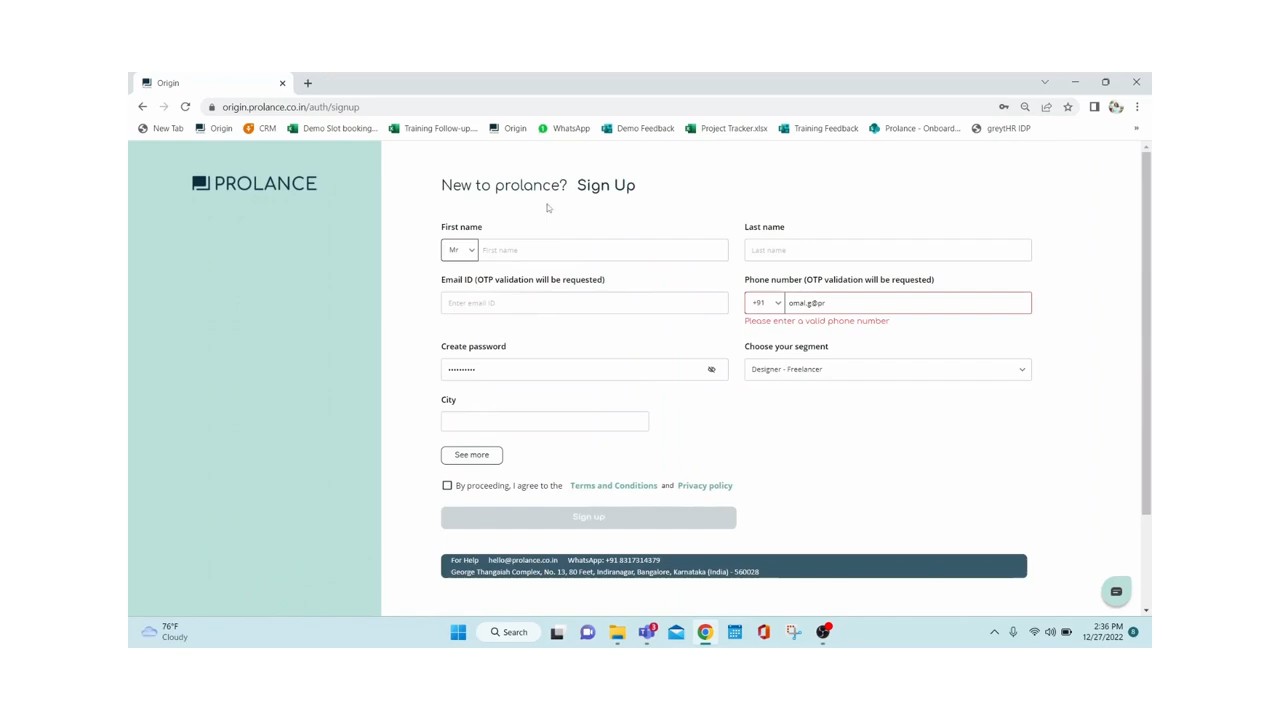 Origin
origin.prolance.co.in/auth/signup
New Tab Origin CRM Demo Slot booking... Training Follow-up.... Origin WhatsApp Demo Feedback Project Tracker.xlsx Training Feedback Prolance - Onboard... greytHR IDP
PROLANCE
New to prolance? Sign Up
First name Last name
Mr First name Last name
Email ID (OTP validation will be requested) Phone number (OTP validation will be requested)
Enter email ID +91 omal.g@pr
Please enter a valid phone number
Create password Choose your segment
•••••••••• Designer - Freelancer
City
See more
By proceeding, I agree to the Terms and Conditions and Privacy policy
Sign up
For Help hello@prolance.co.in WhatsApp: +91 8317314379
George Thangaiah Complex, No. 13, 80 Feet, Indiranagar, Bangalore, Karnataka (India) - 560028
76°F
Cloudy
Search
3
2:36 PM
12/27/2022
8